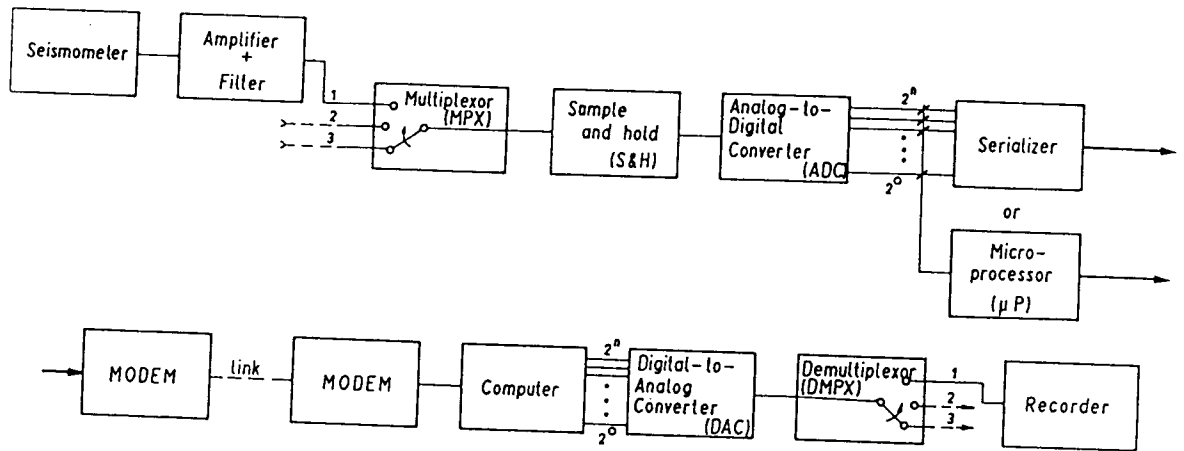 Seismometer
Amplifier
+
Filter
1
2
3
Multiplexor
(MPX)
Sample
and hold
(S&H)
Analog-to-
Digital
Converter
(ADC)
2ⁿ
2⁰
Serializer
or
Micro-
processor
(μP)
MODEM
link
MODEM
Computer
2ⁿ
2⁰
Digital-to-
Analog
Converter
(DAC)
Demultiplexor
(DMPX)
1
2
3
Recorder